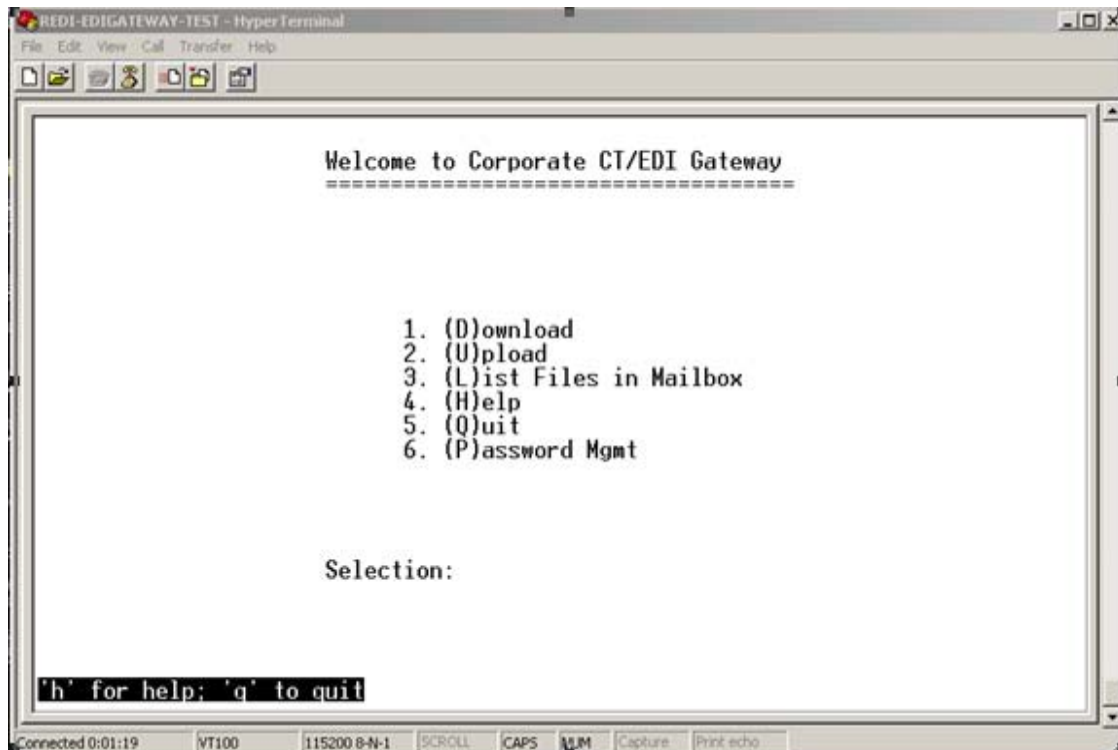 REDI-EDIGATEWAY-TEST - HyperTerminal
File Edit View Call Transfer Help
Welcome to Corporate CT/EDI Gateway
====================================
1. (D)ownload
2. (U)pload
3. (L)ist Files in Mailbox
4. (H)elp
5. (Q)uit
6. (P)assword Mgmt
Selection:
'h' for help; 'q' to quit
Connected 0:01:19 VT100 115200 8-N-1 SCROLL CAPS NUM Capture Print echo